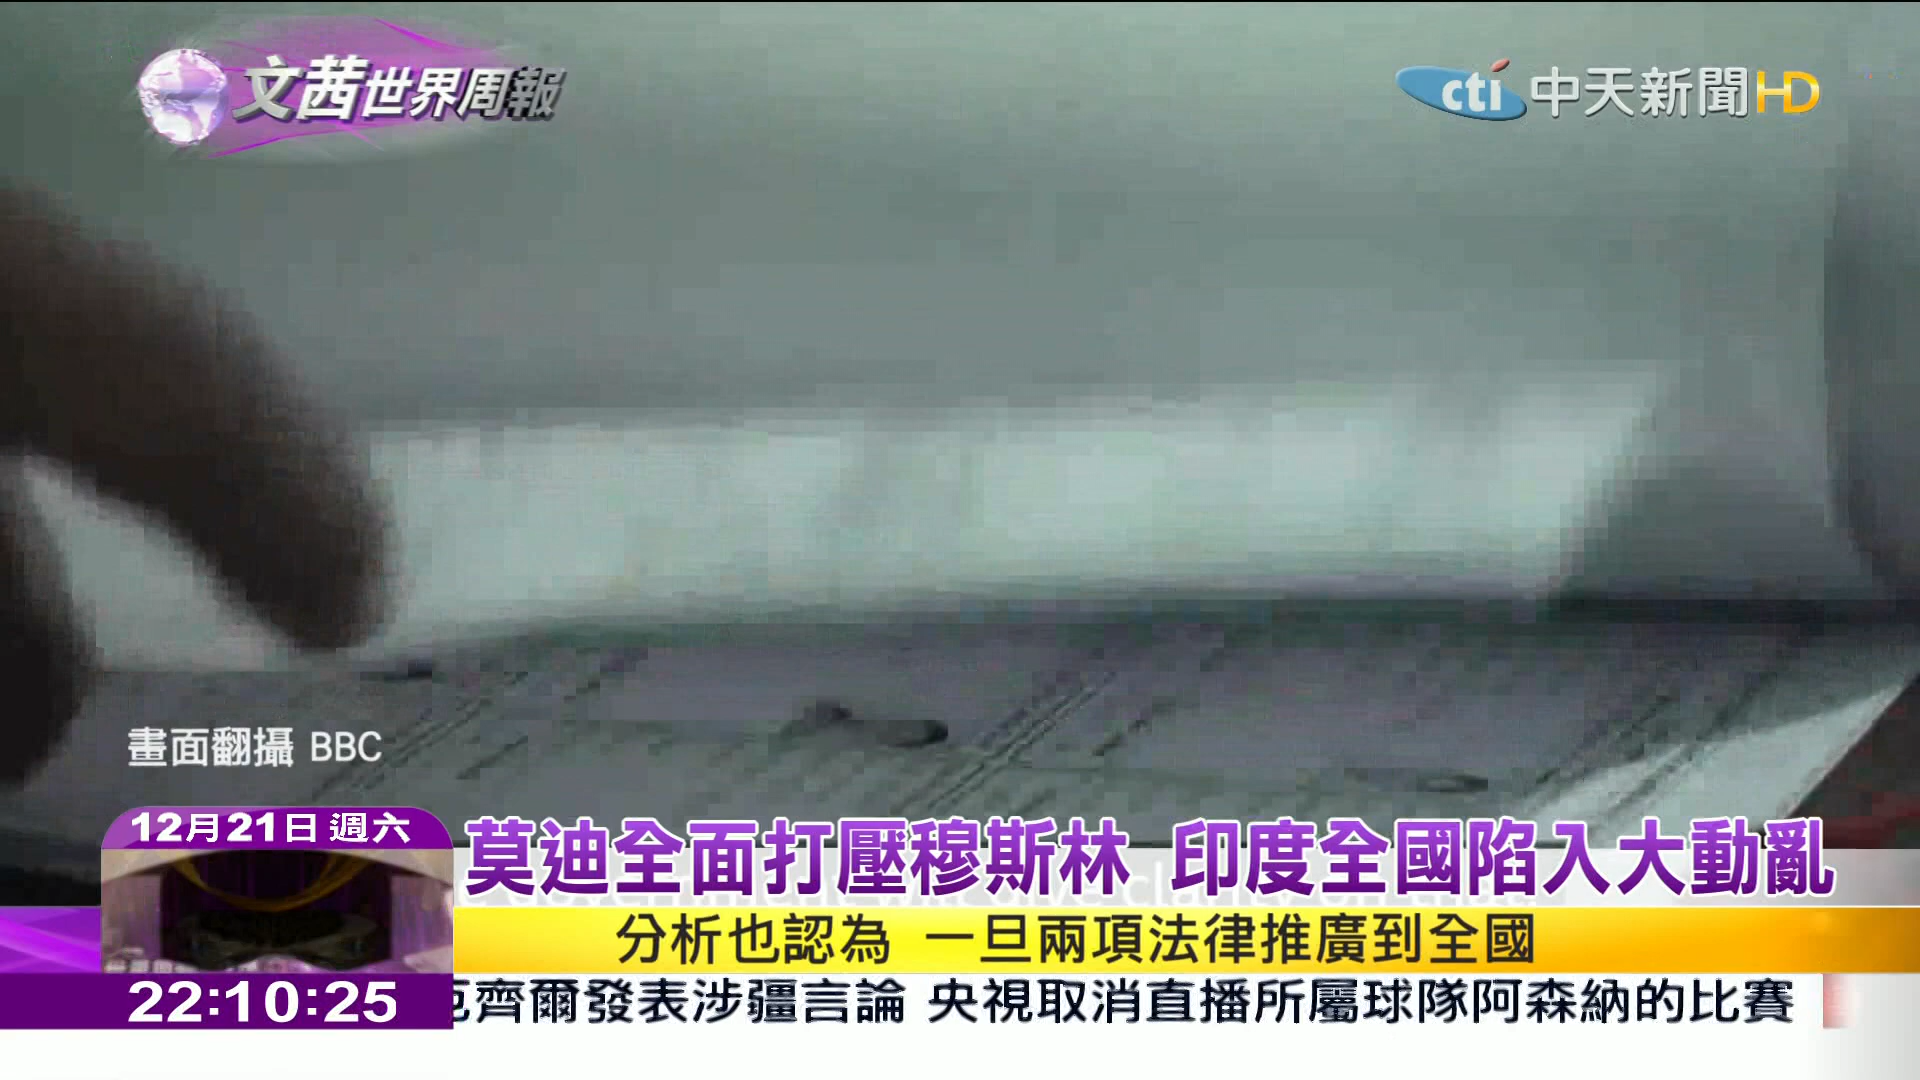 文茜世界周報
cti 中天新聞HD
畫面翻攝 BBC
12月21日 週六
莫迪全面打壓穆斯林 印度全國陷入大動亂
分析也認為 一旦兩項法律推廣到全國
22:10:25
齊爾發表涉疆言論 央視取消直播所屬球隊阿森納的比賽